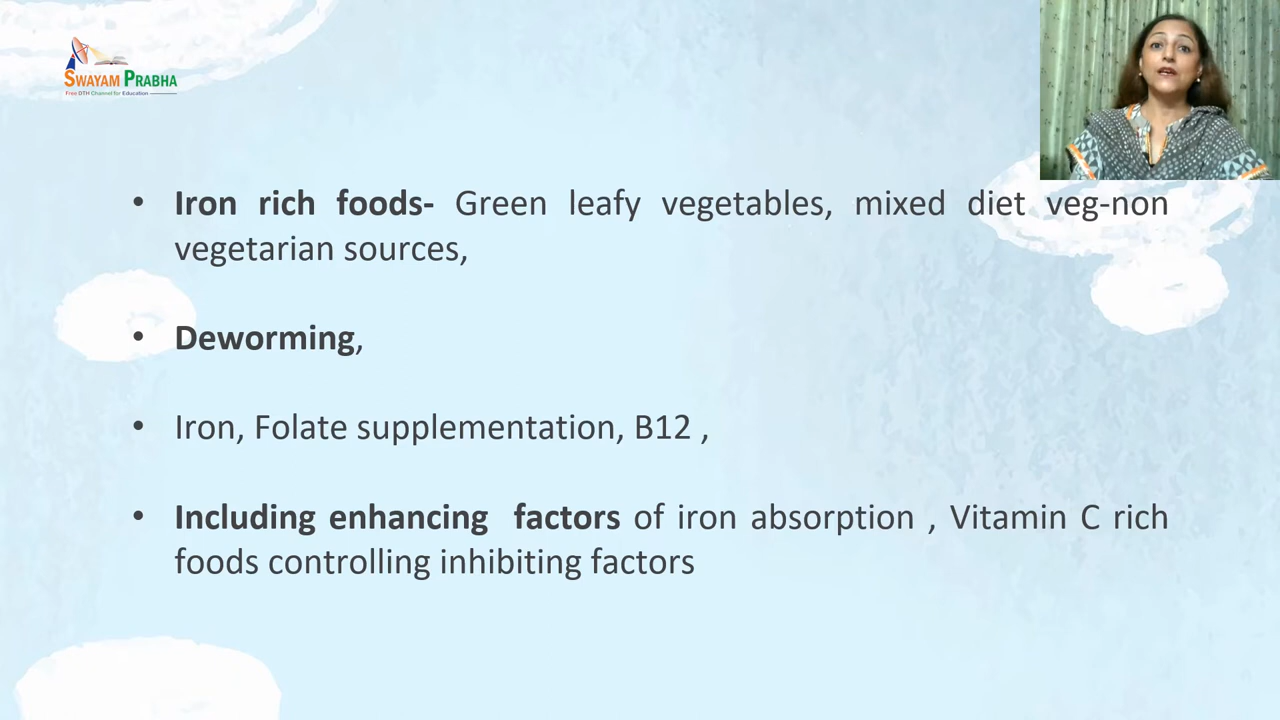 SWAYAM PRABHA
Free DTH Channel for Education
• Iron rich foods- Green leafy vegetables, mixed diet veg-non
vegetarian sources,
• Deworming,
• Iron, Folate supplementation, B12 ,
• Including enhancing factors of iron absorption , Vitamin C rich
foods controlling inhibiting factors